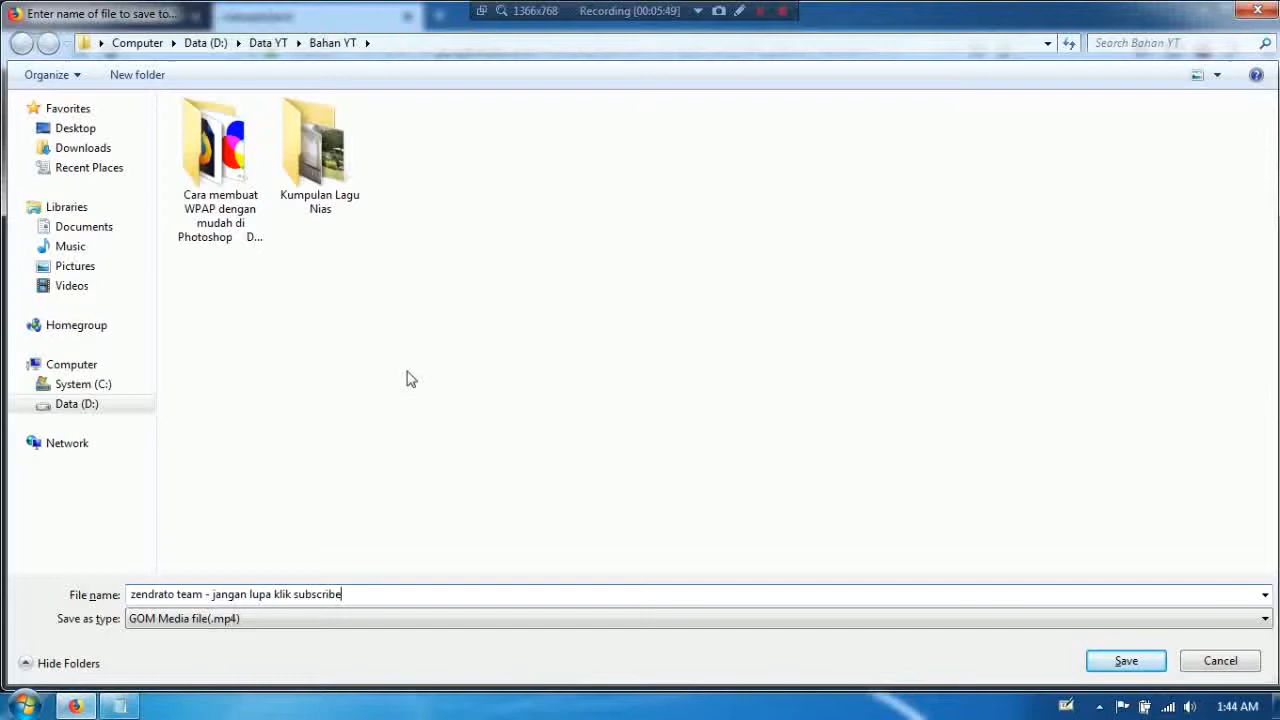 Enter name of file to save to...
1366x768
Recording [00:05:49]
Computer
Data (D:)
Data YT
Bahan YT
Search Bahan YT
Organize
New folder
Favorites
Desktop
Downloads
Recent Places
Libraries
Documents
Music
Pictures
Videos
Homegroup
Computer
System (C:)
Data (D:)
Network
Cara membuat
WPAP dengan
mudah di
Photoshop D...
Kumpulan Lagu
Nias
File name:
zendrato team - jangan lupa klik subscribe
Save as type:
GOM Media file(.mp4)
Hide Folders
Save
Cancel
1:44 AM